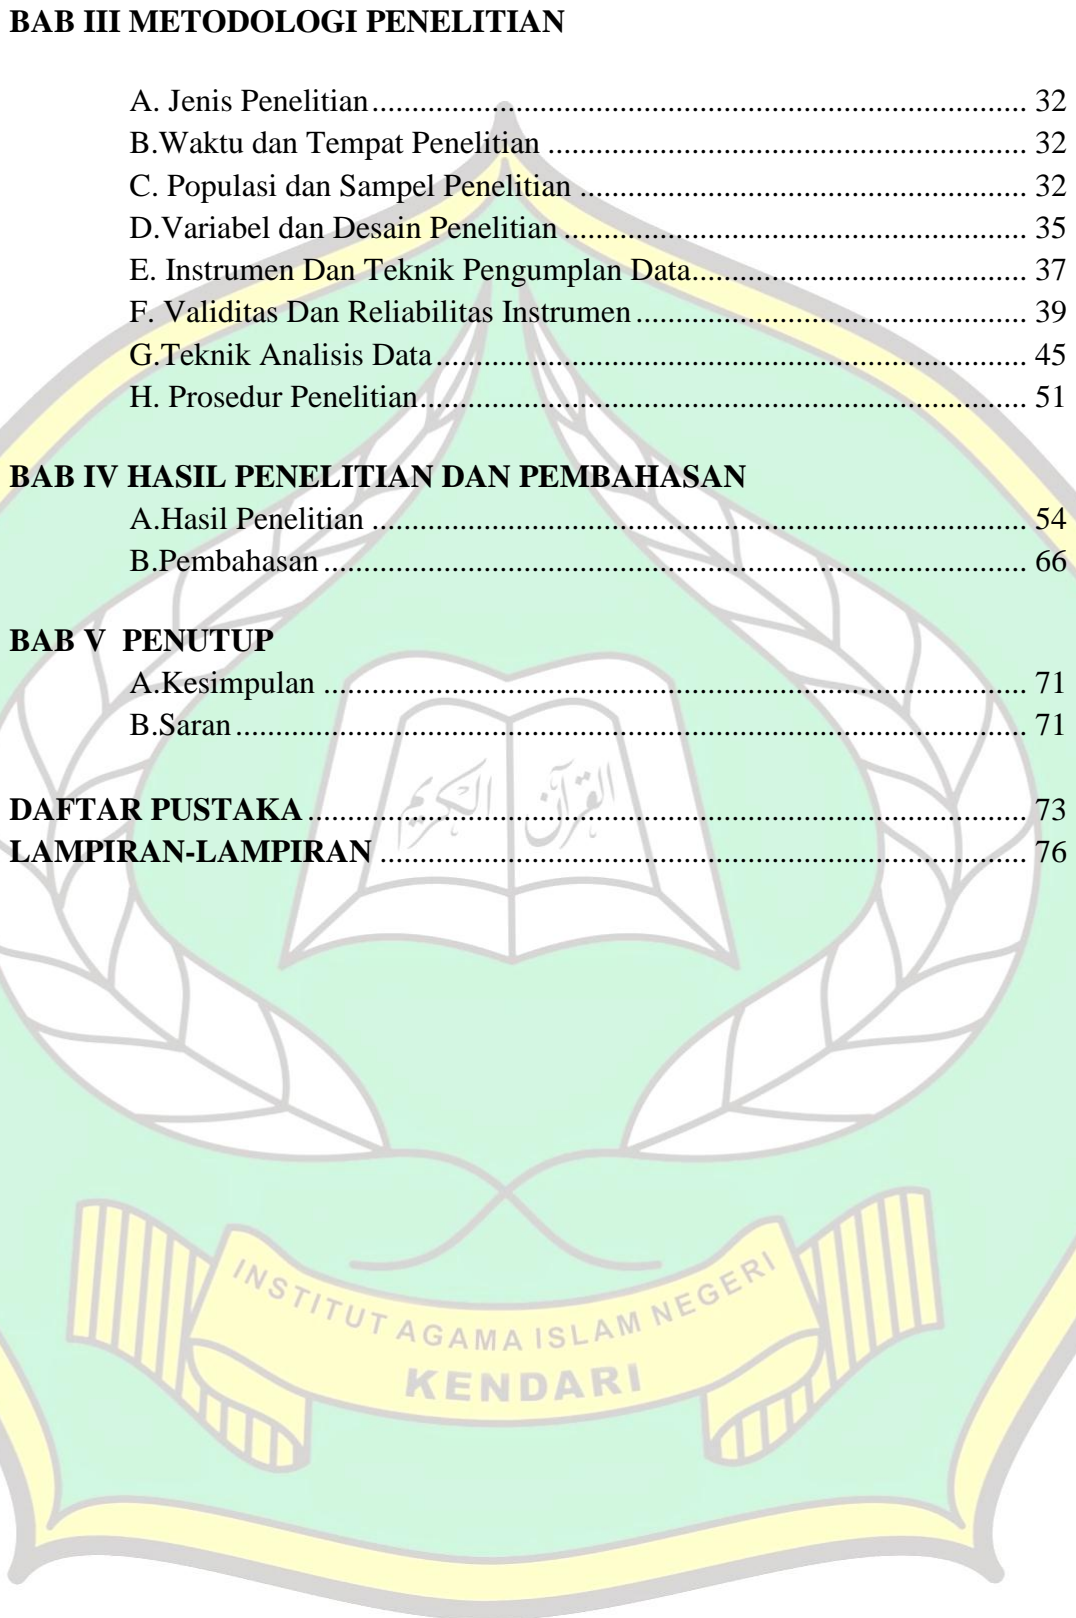 BAB III METODOLOGI PENELITIAN
A. Jenis Penelitian.................................................................................. 32
B.Waktu dan Tempat Penelitian ............................................................ 32
C. Populasi dan Sampel Penelitian ........................................................ 32
D.Variabel dan Desain Penelitian .......................................................... 35
E. Instrumen Dan Teknik Pengumplan Data.......................................... 37
F. Validitas Dan Reliabilitas Instrumen ................................................. 39
G.Teknik Analisis Data.......................................................................... 45
H. Prosedur Penelitian............................................................................ 51
BAB IV HASIL PENELITIAN DAN PEMBAHASAN
A.Hasil Penelitian .................................................................................. 54
B.Pembahasan ........................................................................................ 66
BAB V PENUTUP
A.Kesimpulan ........................................................................................ 71
B.Saran ................................................................................................... 71
DAFTAR PUSTAKA .......................................................................................... 73
LAMPIRAN-LAMPIRAN ................................................................................. 76
القرآن الكريم
INSTITUT AGAMA ISLAM NEGERI
KENDARI